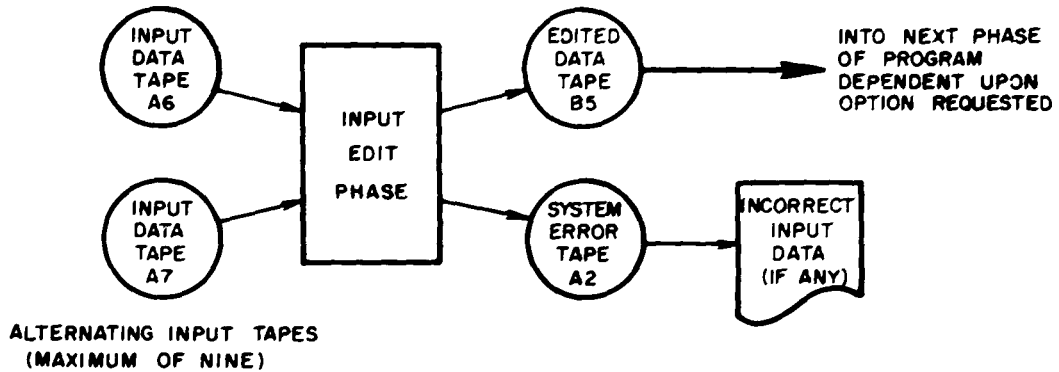 INPUT
DATA
TAPE
A6
INPUT
DATA
TAPE
A7
ALTERNATING INPUT TAPES
(MAXIMUM OF NINE)
INPUT
EDIT
PHASE
EDITED
DATA
TAPE
B5
INTO NEXT PHASE
OF PROGRAM
DEPENDENT UPON
OPTION REQUESTED
SYSTEM
ERROR
TAPE
A2
INCORRECT
INPUT
DATA
(IF ANY)